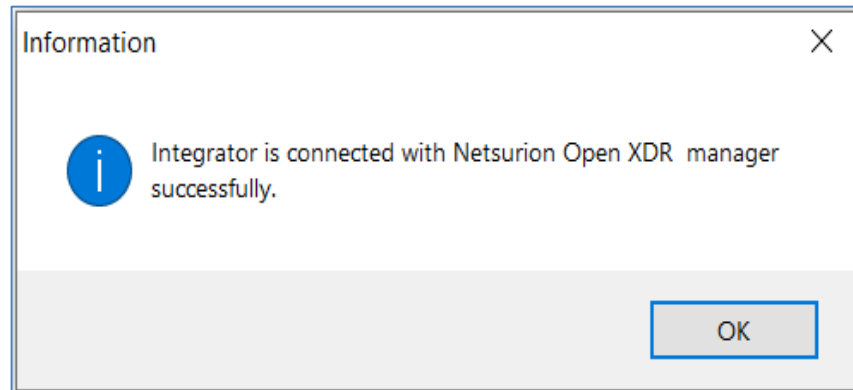 Information
i
Integrator is connected with Netsurion Open XDR  manager
successfully.
OK